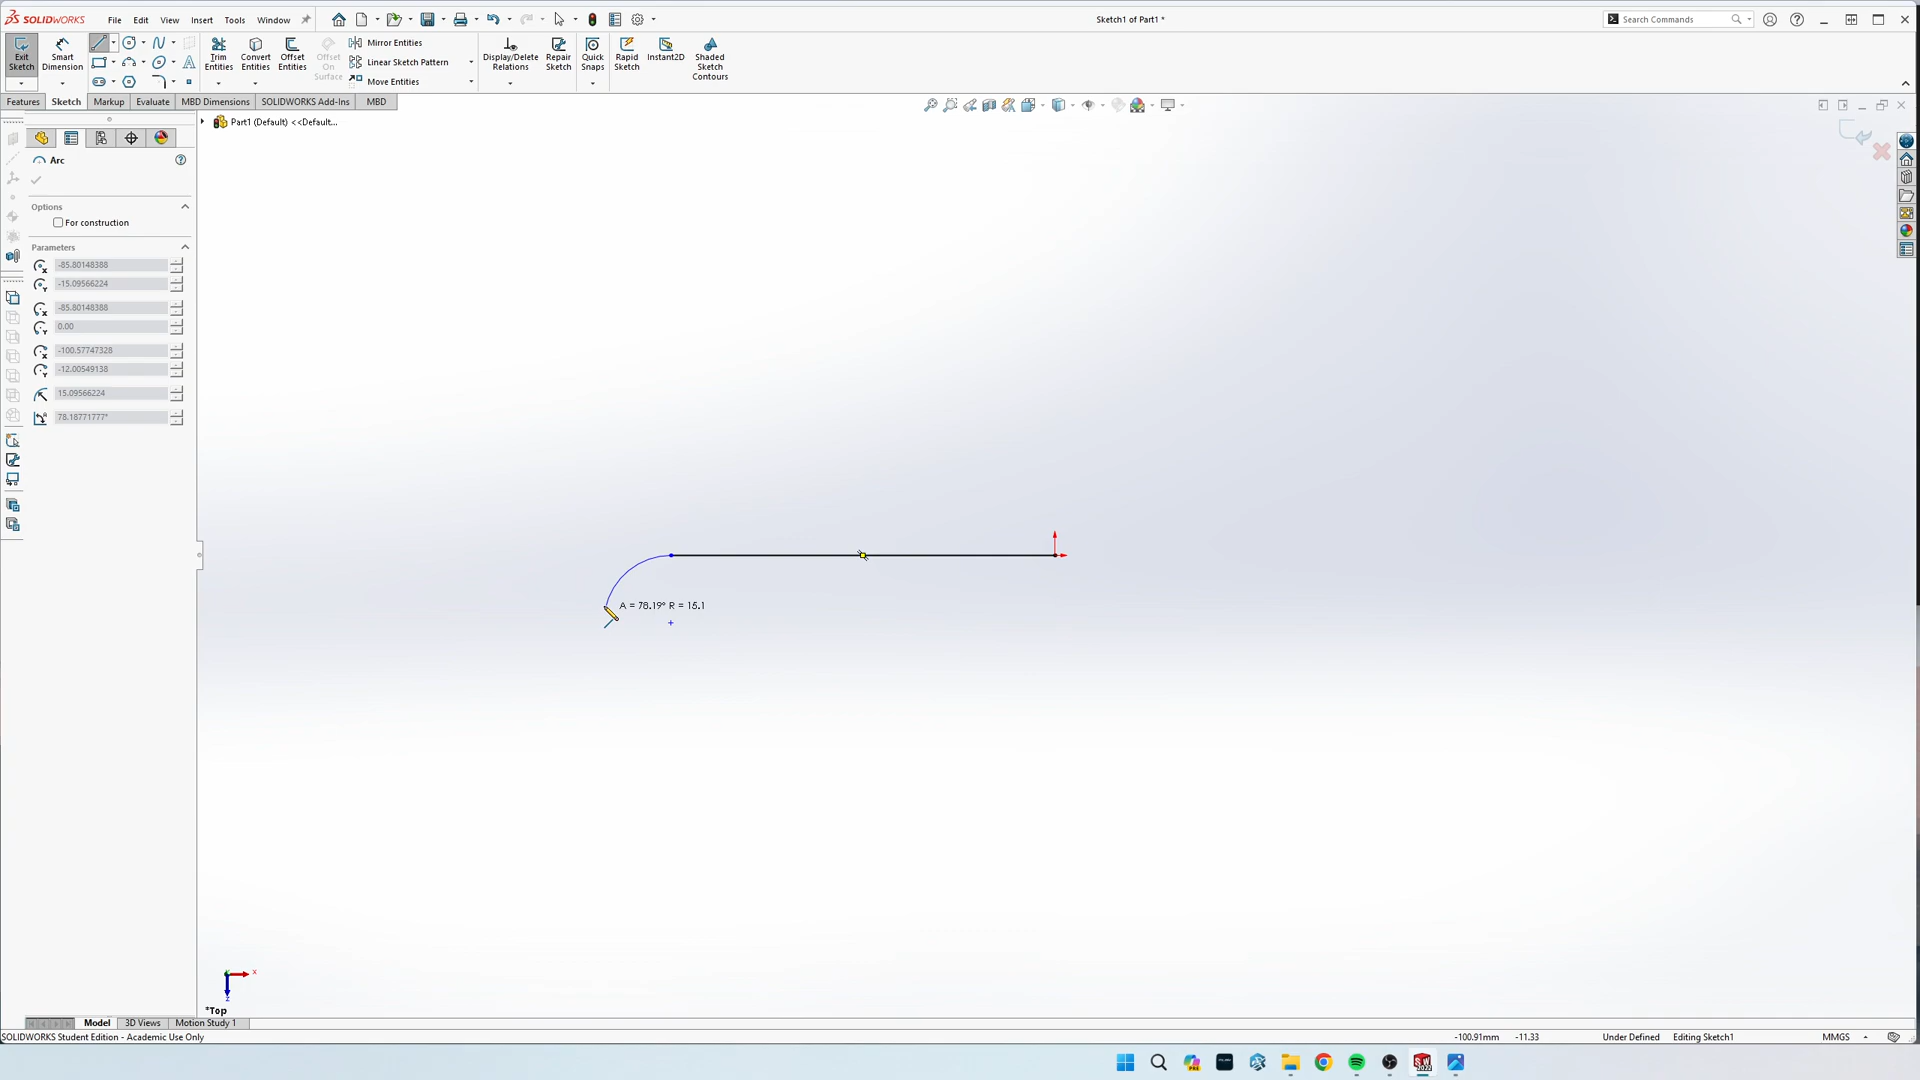 SOLIDWORKS File Edit View Insert Tools Window Sketch1 of Part1 * Search Commands
Exit Sketch Smart Dimension Trim Entities Convert Entities Offset Entities Offset On Surface Mirror Entities Linear Sketch Pattern Move Entities Display/Delete Relations Repair Sketch Quick Snaps Rapid Sketch Instant2D Shaded Sketch Contours
Features Sketch Markup Evaluate MBD Dimensions SOLIDWORKS Add-Ins MBD
Part1 (Default) <<Default...
Arc
Options
For construction
Parameters
-85.80148388
-15.09566224
-85.80148388
0.00
-100.57747328
-12.00549138
15.09566224
78.18771777°
A = 78.19° R = 15.1
X
Z
*Top
Model 3D Views Motion Study 1
SOLIDWORKS Student Edition - Academic Use Only -100.91mm -11.33 Under Defined Editing Sketch1 MMGS